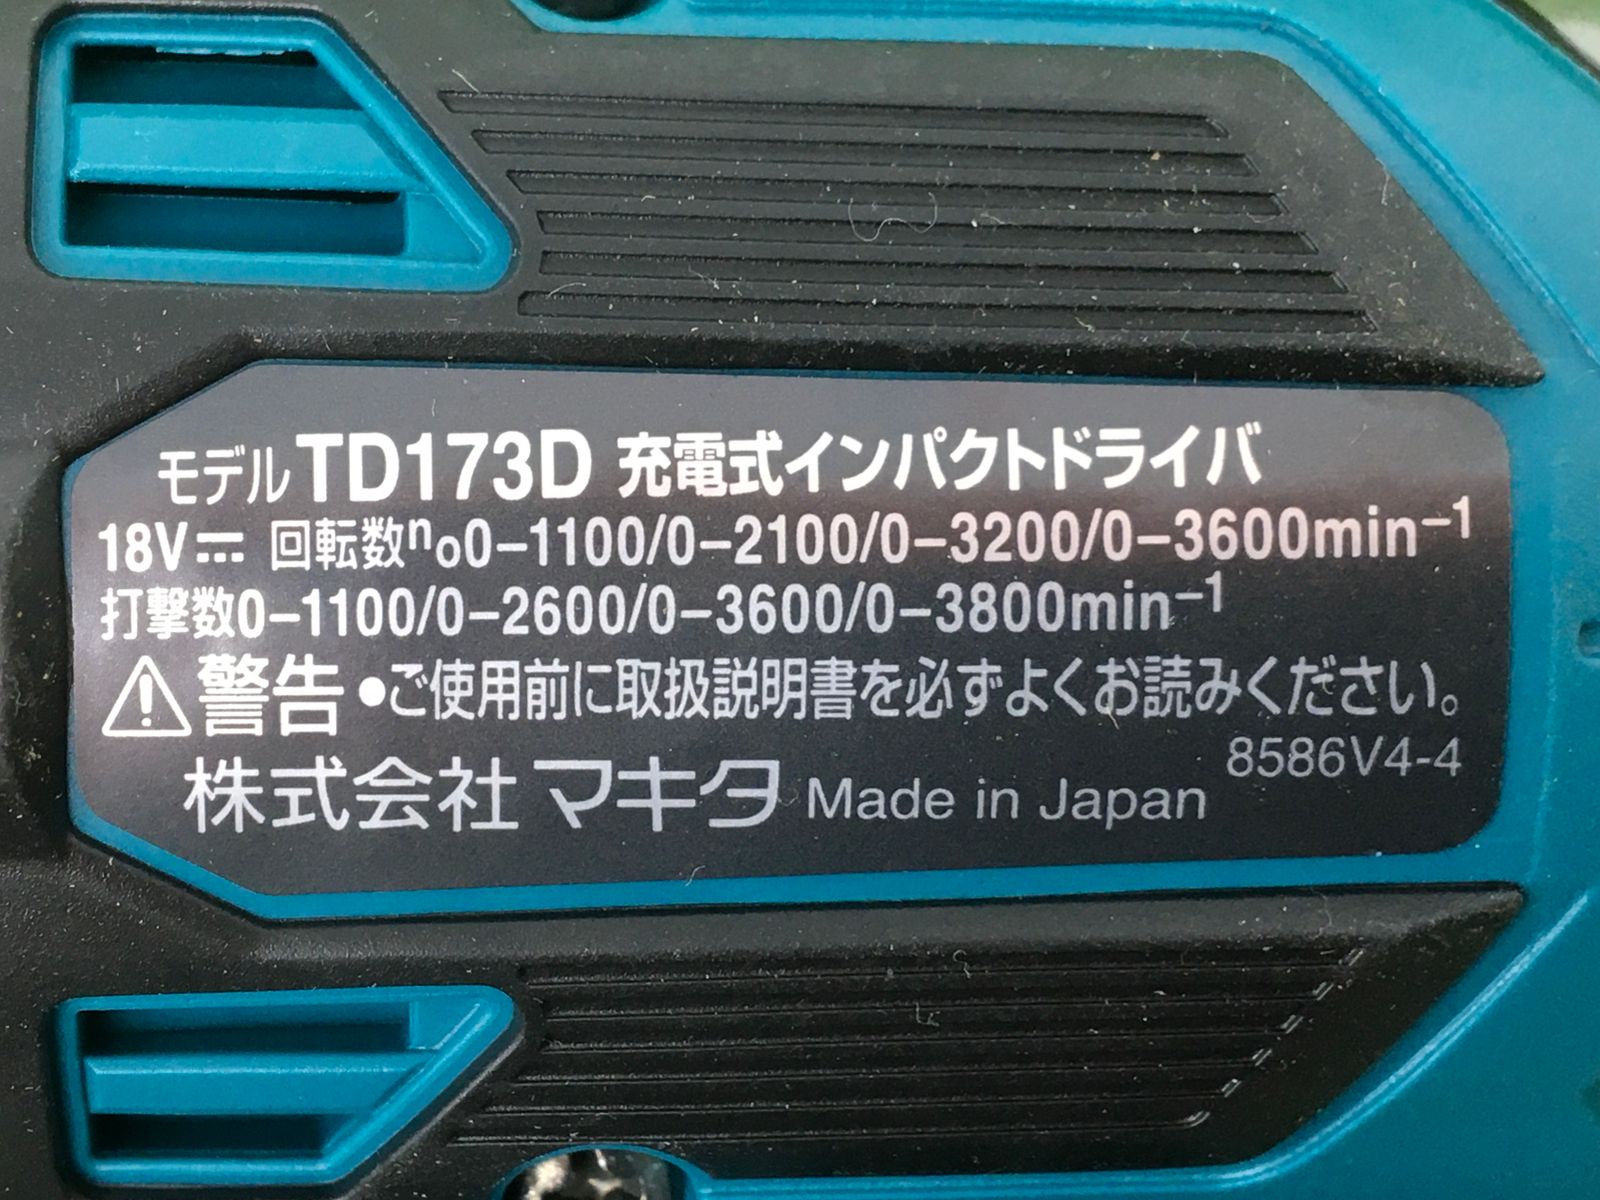 モデルTD173D 充電式インパクトドライバ
18V⎓ 回転数n₀0-1100/0-2100/0-3200/0-3600min⁻¹
打撃数0-1100/0-2600/0-3600/0-3800min⁻¹
⚠警告 ●ご使用前に取扱説明書を必ずよくお読みください。
8586V4-4
株式会社マキタ Made in Japan